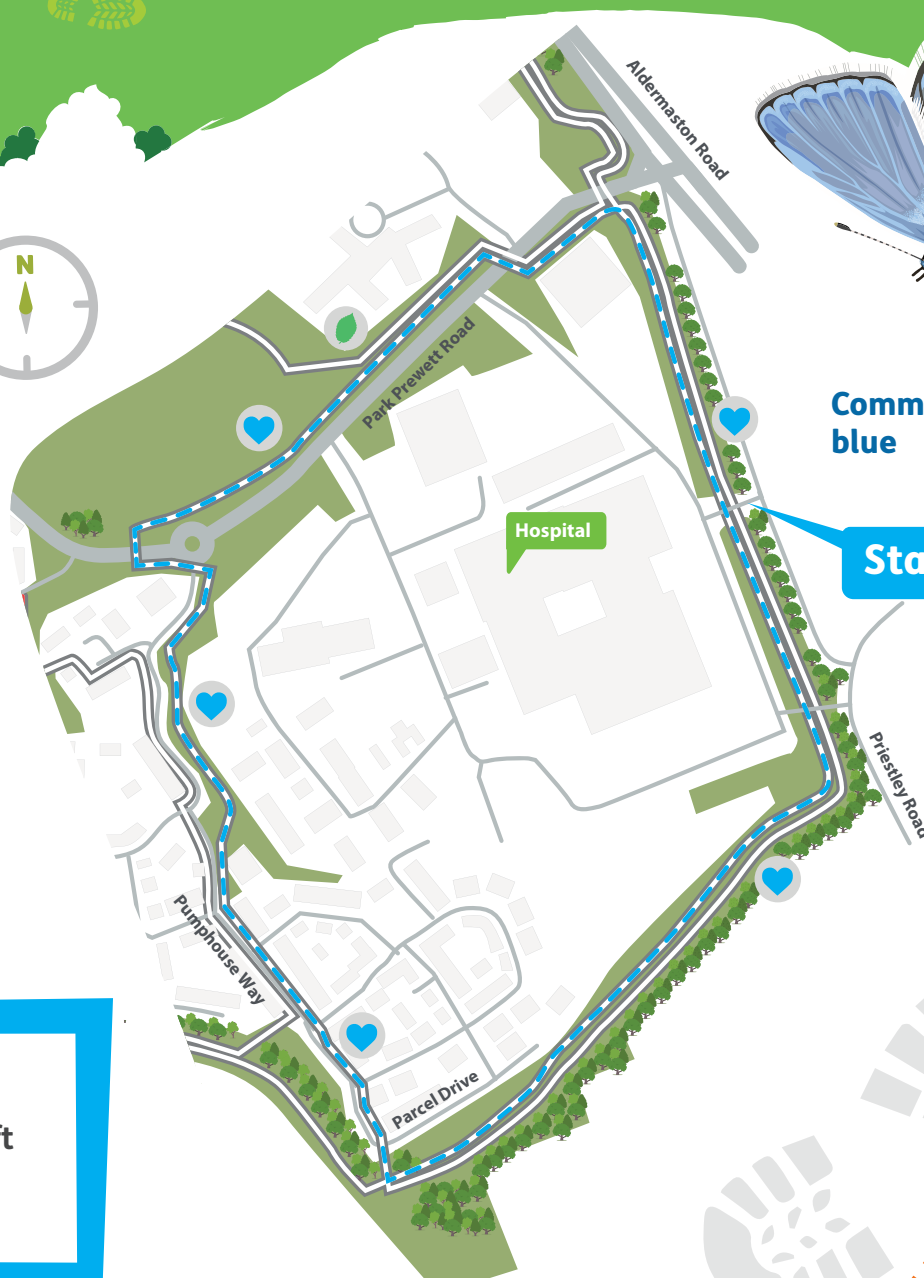 Aldermaston Road
N
Park Prewett Road
Comm
blue
Hospital
Sta
Priestley Road
Pumphouse Way
ft
Parcel Drive